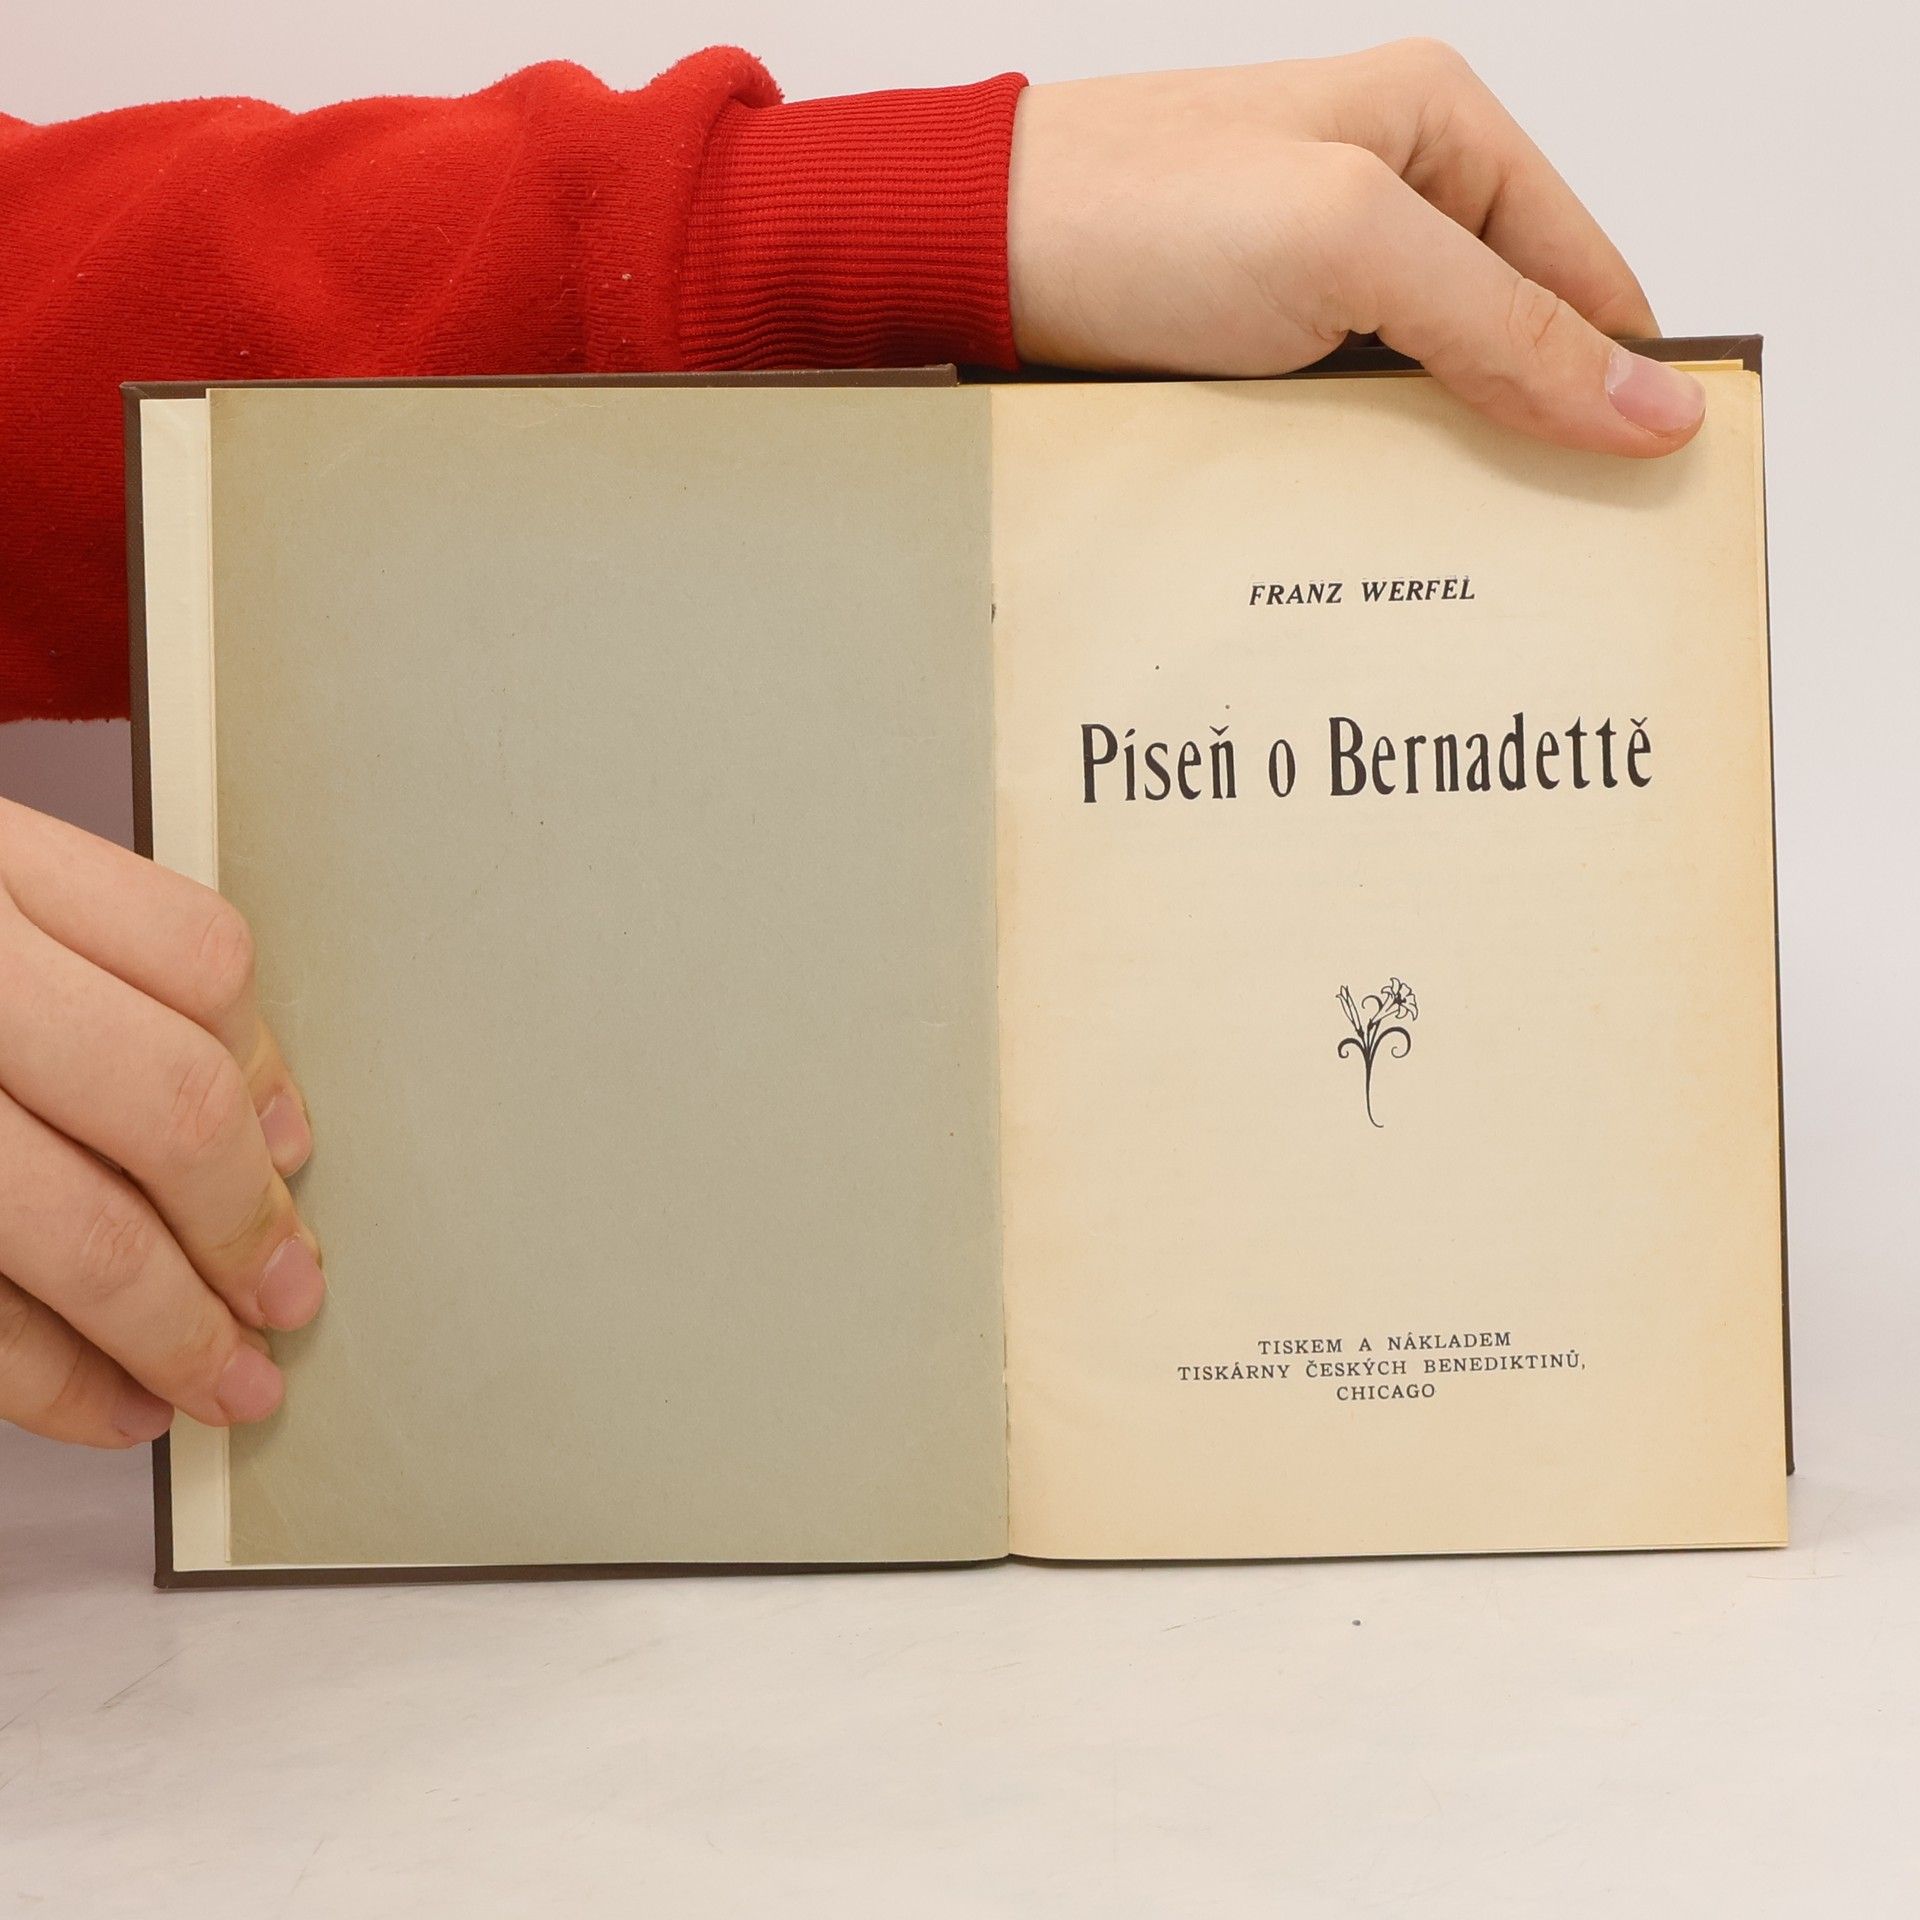 FRANZ WERFEL
Píseň o Bernadettě
TISKEM A NÁKLADEM
TISKÁRNY ČESKÝCH BENEDIKTINŮ,
CHICAGO